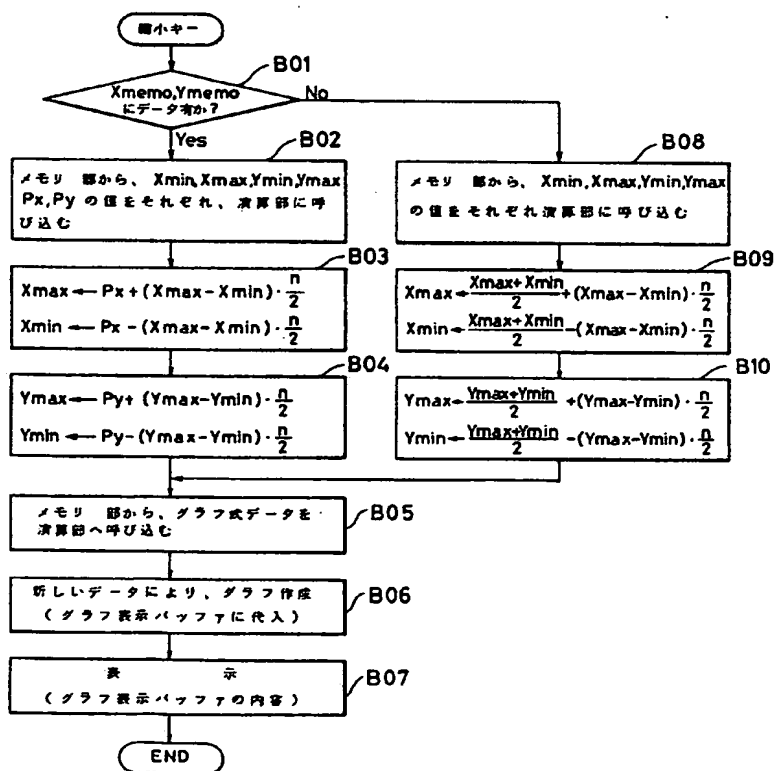 縮小キー
B01
Xmemo,Ymemo
にデータ有か?
No
Yes
B02
メモリ 部から、 Xmin,Xmax,Ymin,Ymax
Px,Py の値をそれぞれ、演算部に呼
び込む
B03
Xmax ← Px + (Xmax - Xmin) · n/2
Xmin ← Px - (Xmax - Xmin) · n/2
B04
Ymax ← Py + (Ymax - Ymin) · n/2
Ymin ← Py - (Ymax - Ymin) · n/2
B08
メモリ 部から、 Xmin,Xmax,Ymin,Ymax
の値をそれぞれ演算部に呼び込む
B09
Xmax ← Xmax+Xmin/2 + (Xmax - Xmin) · n/2
Xmin ← Xmax+Xmin/2 - (Xmax - Xmin) · n/2
B10
Ymax ← Ymax+Ymin/2 + (Ymax - Ymin) · n/2
Ymin ← Ymax+Ymin/2 - (Ymax - Ymin) · n/2
B05
メモリ 部から、グラフ式データを
演算部へ呼び込む
B06
新しいデータにより、グラフ作成
(グラフ表示バッファに代入)
B07
表 示
(グラフ表示バッファの内容)
END